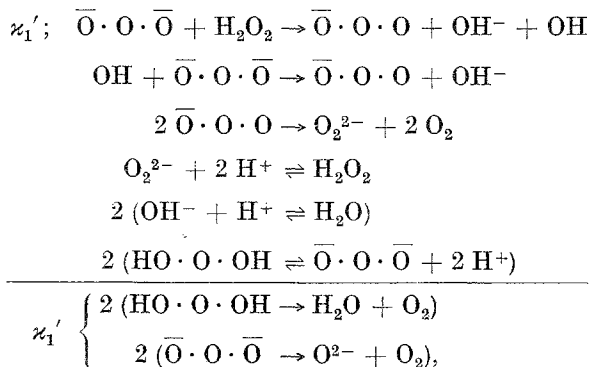 ϰ₁′; O̅ · O · O̅ + H₂O₂ → O̅ · O · O + OH⁻ + OH
OH + O̅ · O · O̅ → O̅ · O · O + OH⁻
2 O̅ · O · O → O₂²⁻ + 2 O₂
O₂²⁻ + 2 H⁺ ⇌ H₂O₂
2 (OH⁻ + H⁺ ⇌ H₂O)
2 (HO · O · OH ⇌ O̅ · O · O̅ + 2 H⁺)
ϰ₁′ { 2 (HO · O · OH → H₂O + O₂)
2 (O̅ · O · O̅ → O²⁻ + O₂),